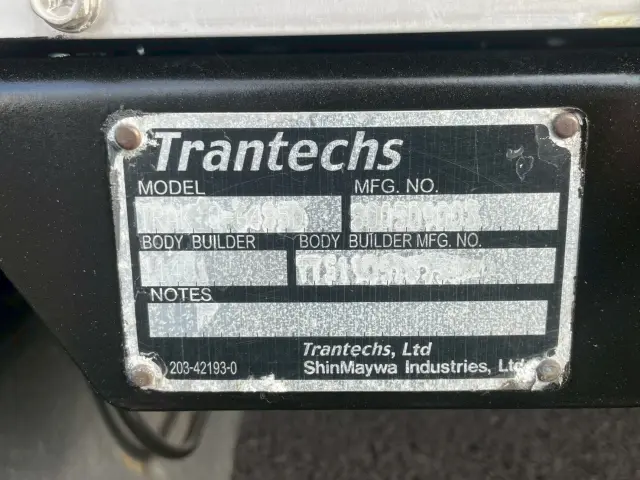 Trantechs
MODEL MFG. NO.
BODY BUILDER BODY BUILDER MFG. NO.
NOTES
Trantechs, Ltd
203-42193-0 ShinMaywa Industries, Ltd